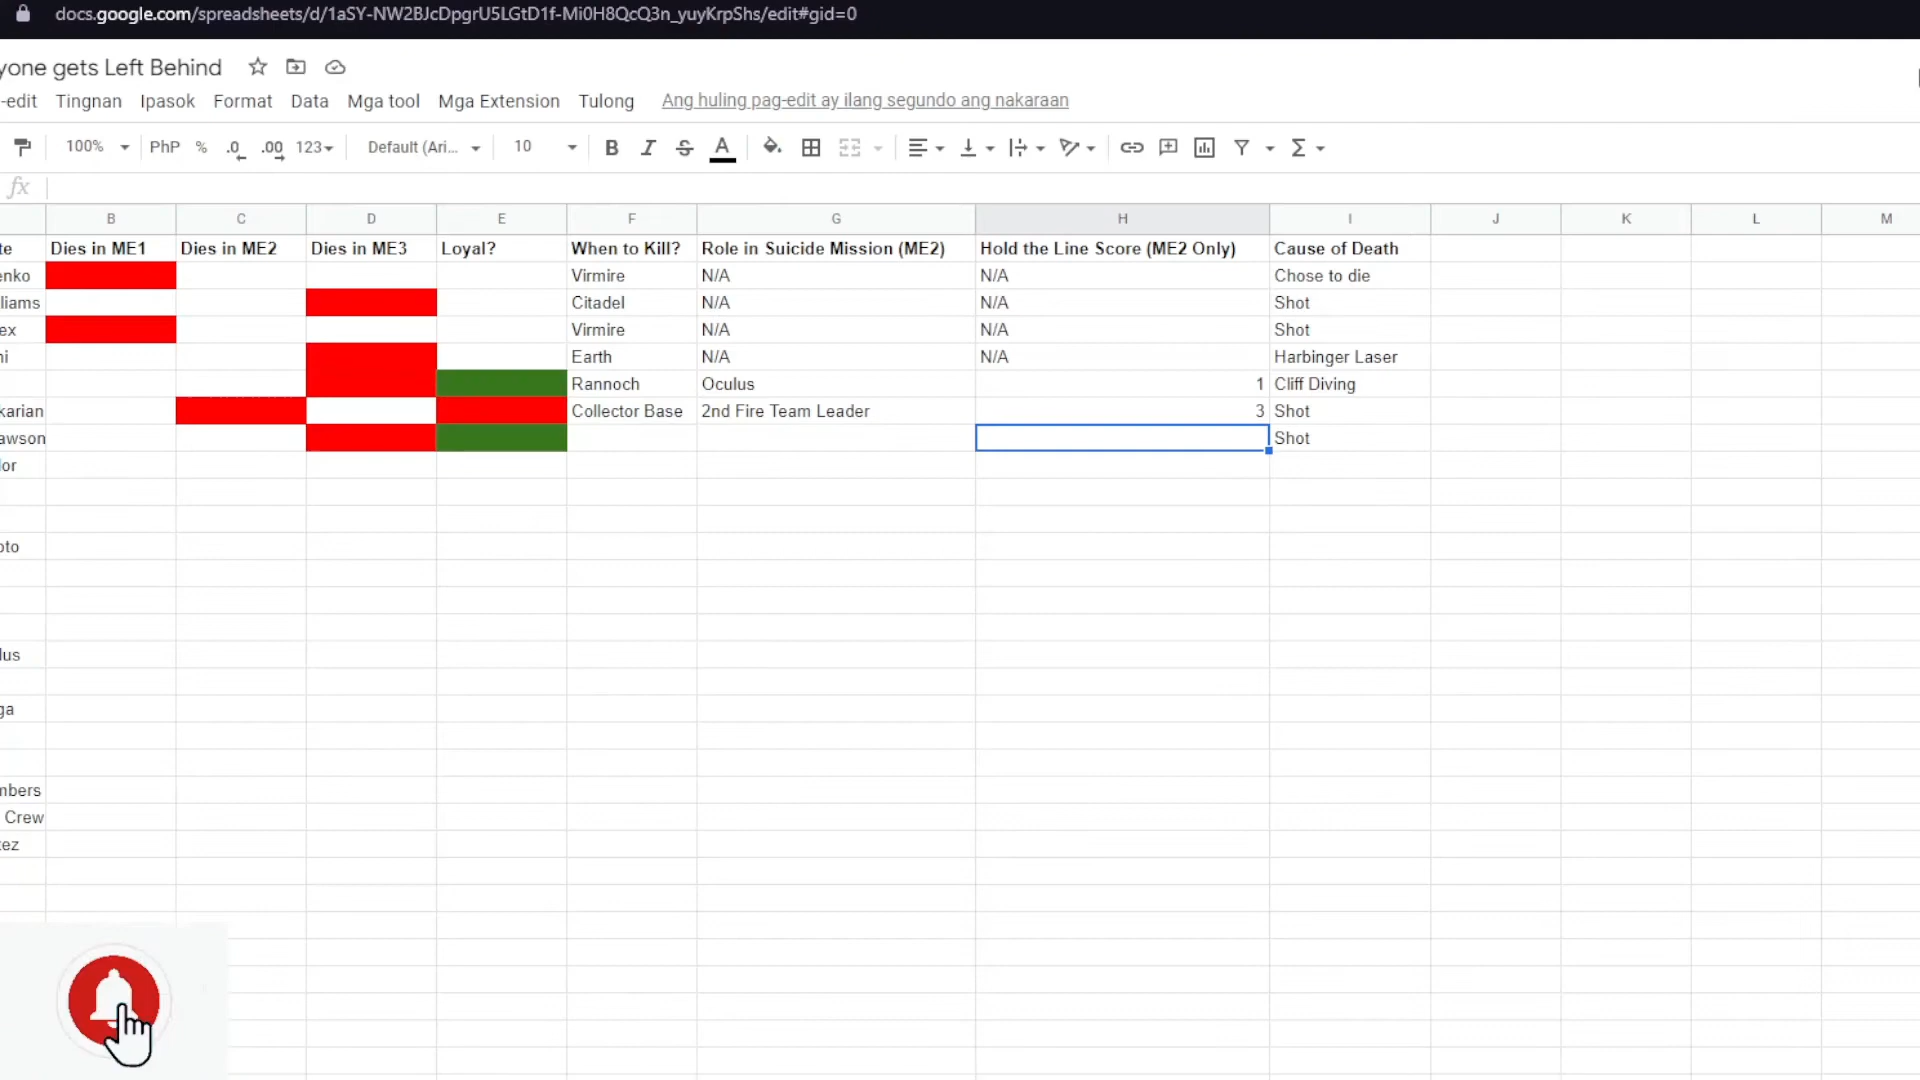 docs.google.com/spreadsheets/d/1aSY-NW2BJcDpgrU5LGtD1f-Mi0H8QcQ3n_yuyKrpShs/edit#gid=0
yone gets Left Behind
-edit Tingnan Ipasok Format Data Mga tool Mga Extension Tulong Ang huling pag-edit ay ilang segundo ang nakaraan
100% PhP % .0 .00 123 Default (Ari... 10 B I S A Σ
fx
B C D E F G H I J K L M
te Dies in ME1 Dies in ME2 Dies in ME3 Loyal? When to Kill? Role in Suicide Mission (ME2) Hold the Line Score (ME2 Only) Cause of Death
enko Virmire N/A N/A Chose to die
lliams Citadel N/A N/A Shot
ex Virmire N/A N/A Shot
ni Earth N/A N/A Harbinger Laser
Rannoch Oculus 1 Cliff Diving
karian Collector Base 2nd Fire Team Leader 3 Shot
awson Shot
lor
oto
lus
ga
mbers
Crew
tez